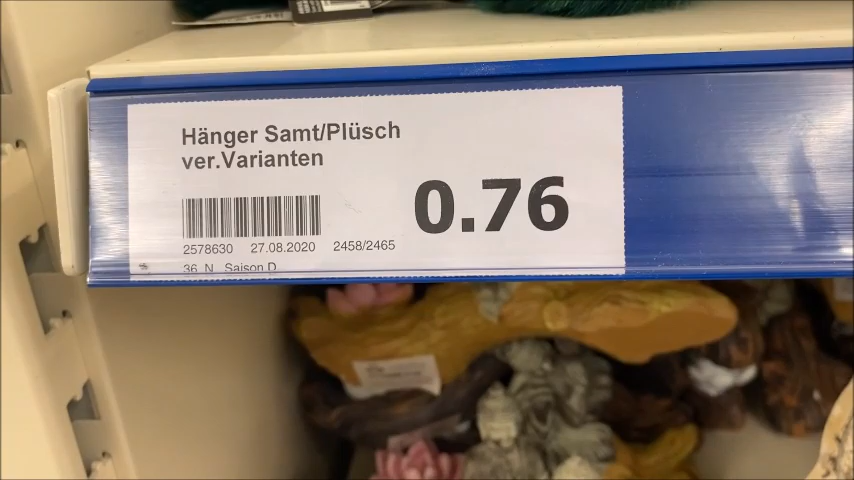 Hänger Samt/Plüsch
ver.Varianten
0.76
2578630 27.08.2020 2458/2465
36 N Saison D